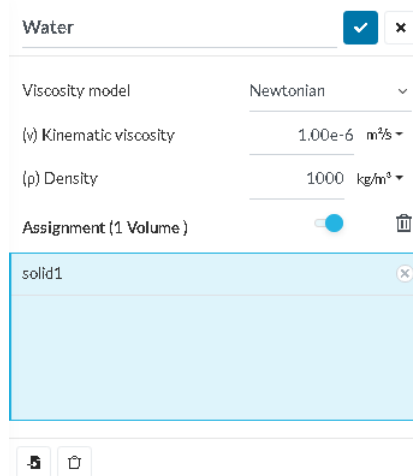 Water
Viscosity model Newtonian
(ν) Kinematic viscosity 1.00e-6 m²/s
(ρ) Density 1000 kg/m³
Assignment (1 Volume )
solid1